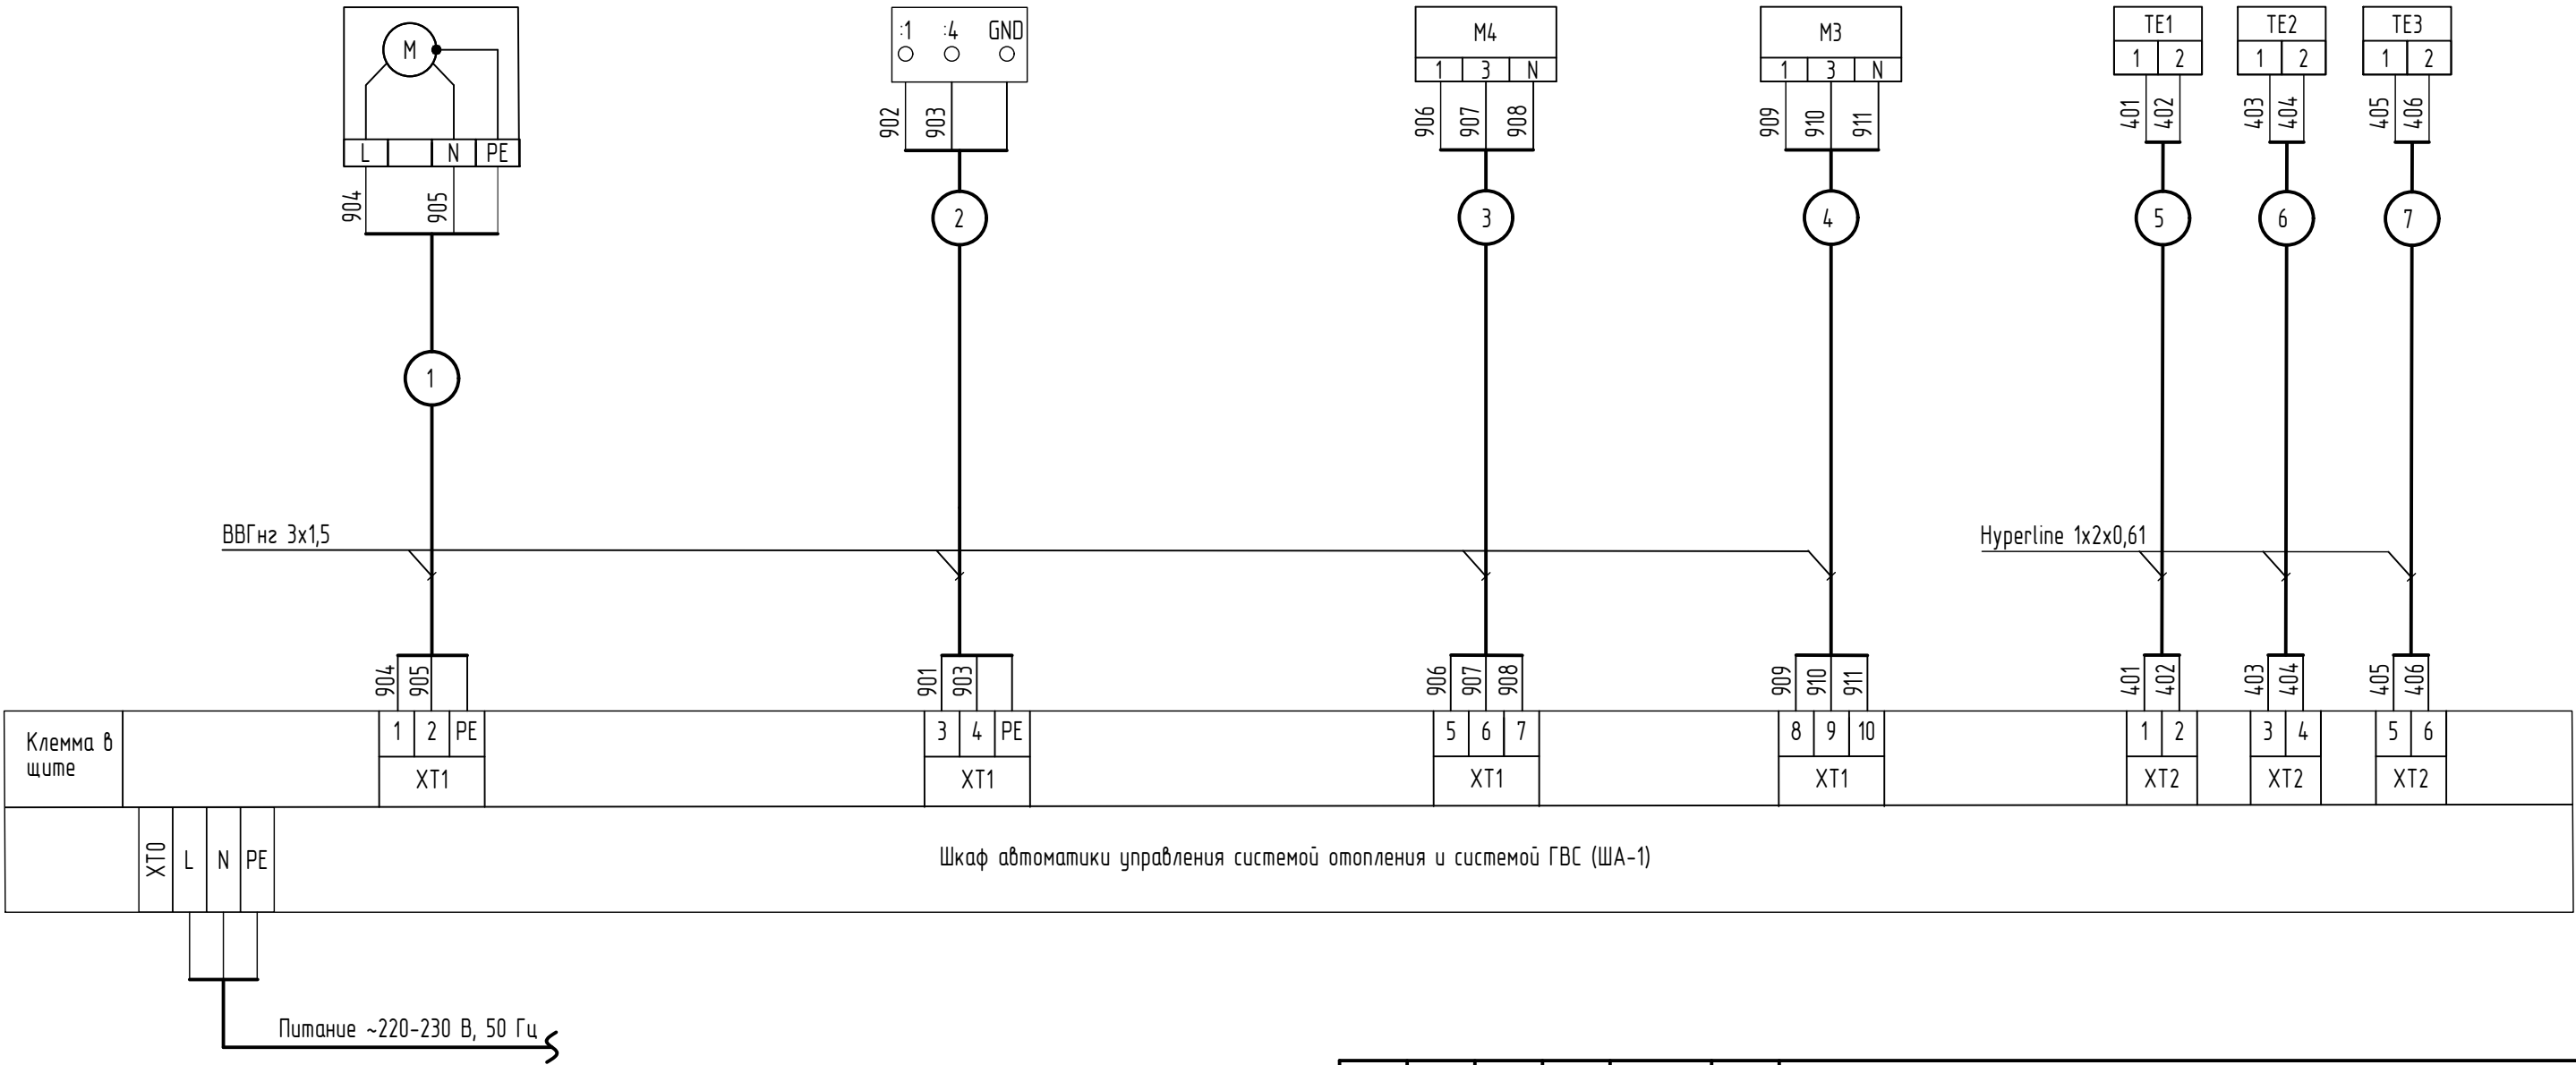 M
L N PE
904 905
:1 :4 GND
902 903
M4
1 3 N
906 907 908
M3
1 3 N
909 910 911
TE1
1 2
401 402
TE2
1 2
403 404
TE3
1 2
405 406
1
2
3
4
5
6
7
ВВГнг 3х1,5
Hyperline 1х2х0,61
904 905
901 903
906 907 908
909 910 911
401 402
403 404
405 406
Клемма в
щите
1 2 PE
XT1
3 4 PE
XT1
5 6 7
XT1
8 9 10
XT1
1 2
XT2
3 4
XT2
5 6
XT2
XT0 L N PE
Шкаф автоматики управления системой отопления и системой ГВС (ША-1)
Питание ~220-230 В, 50 Гц